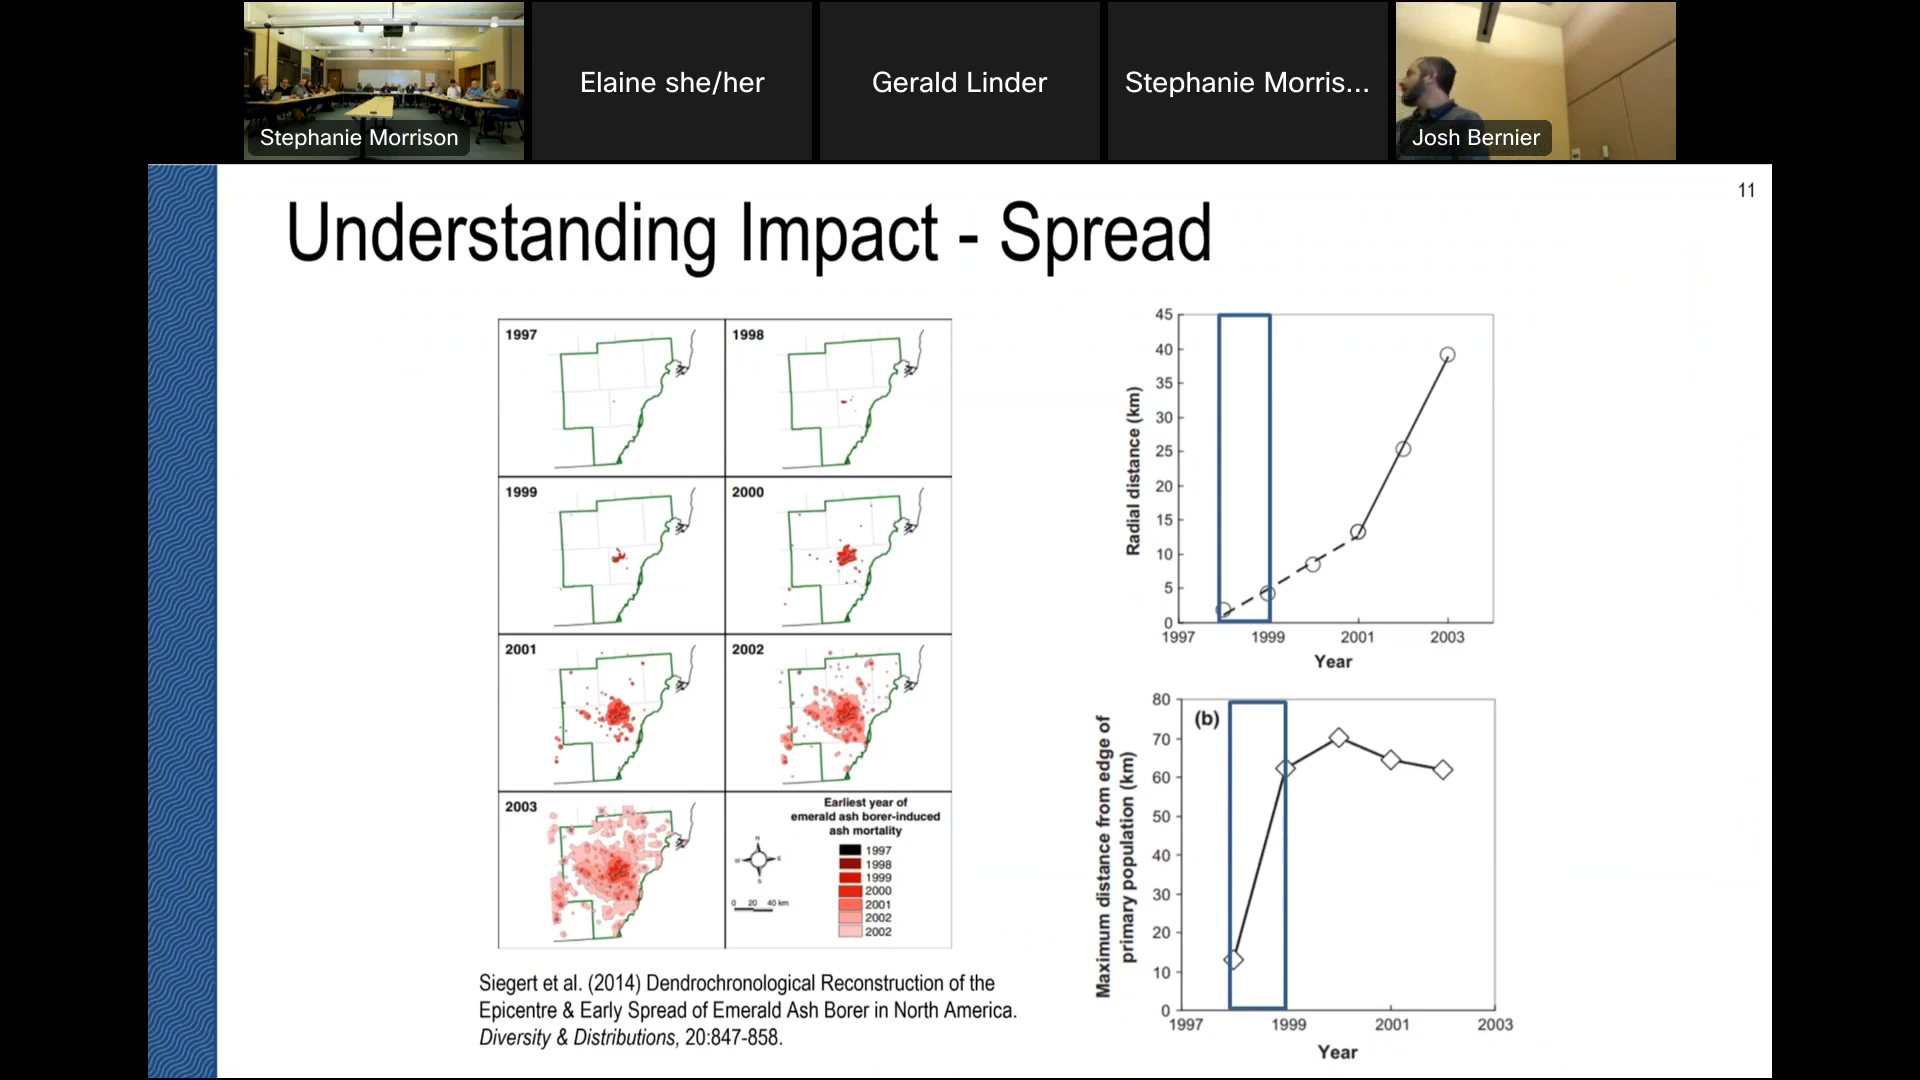 Stephanie Morrison
Elaine she/her
Gerald Linder
Stephanie Morris...
Josh Bernier
11
Understanding Impact - Spread
1997
1998
1999
2000
2001
2002
2003
Earliest year of
emerald ash borer-induced
ash mortality
N
W
E
S
0 20 40 km
1997
1998
1999
2000
2001
2002
2002
Siegert et al. (2014) Dendrochronological Reconstruction of the
Epicentre & Early Spread of Emerald Ash Borer in North America.
Diversity & Distributions, 20:847-858.
Radial distance (km)
45
40
35
30
25
20
15
10
5
0
1997 1999 2001 2003
Year
(b)
Maximum distance from edge of
primary population (km)
80
70
60
50
40
30
20
10
0
1997 1999 2001 2003
Year